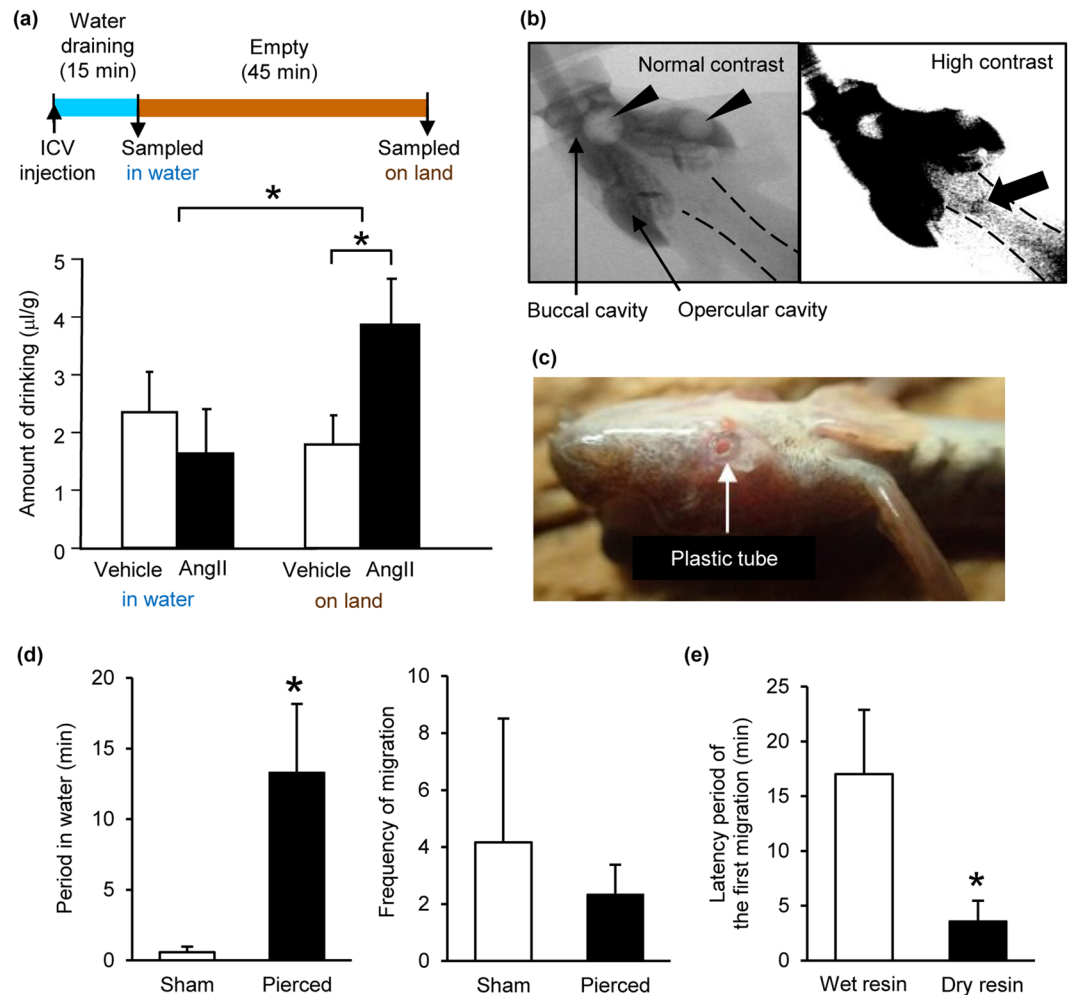 (a)
Water
draining
(15 min)
Empty
(45 min)
ICV
injection
Sampled
in water
Sampled
on land
*
*
Amount of drinking (μl/g)
5
4
3
2
1
0
Vehicle
AngII
Vehicle
AngII
in water
on land
(b)
Normal contrast
High contrast
Buccal cavity
Opercular cavity
(c)
Plastic tube
(d)
Period in water (min)
20
15
10
5
0
*
Sham
Pierced
Frequency of migration
10
8
6
4
2
0
Sham
Pierced
(e)
Latency period of
the first migration (min)
25
20
15
10
5
0
*
Wet resin
Dry resin